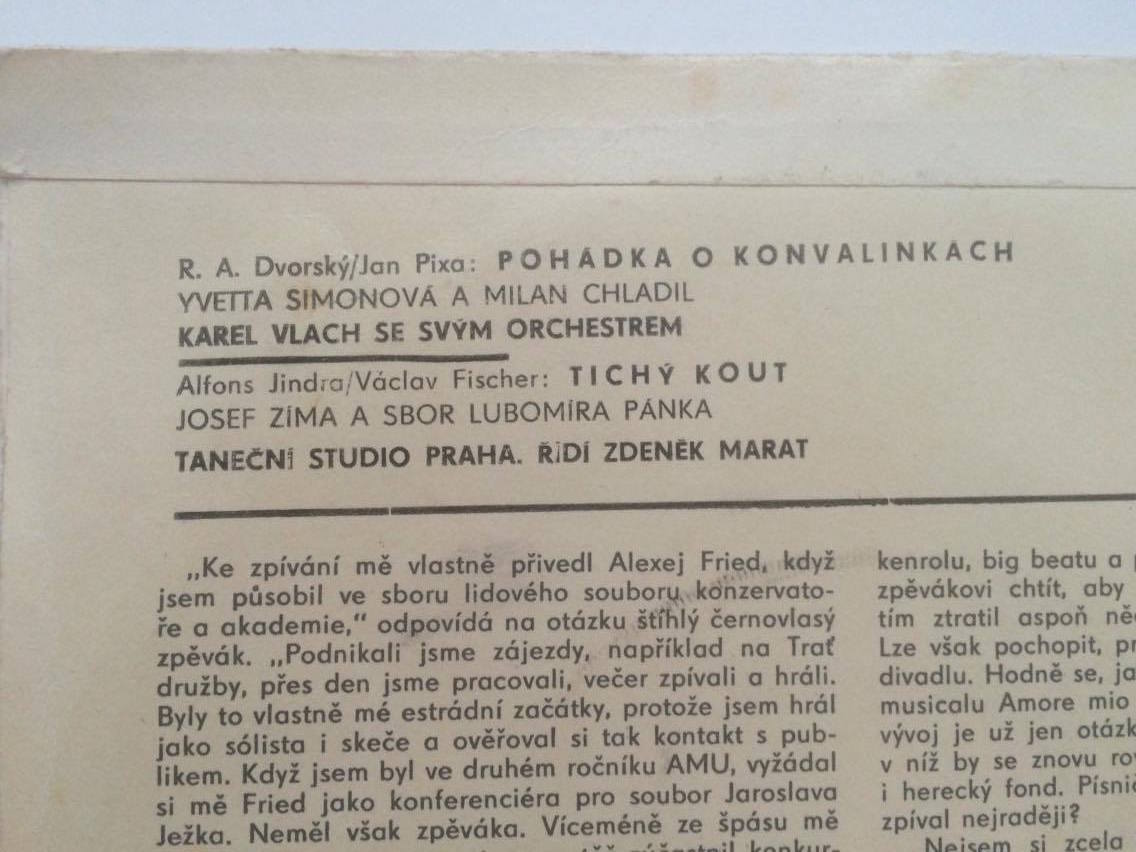 R. A. Dvorský/Jan Pixa: POHÁDKA O KONVALINKÁCH
YVETTA SIMONOVÁ A MILAN CHLADIL
KAREL VLACH SE SVÝM ORCHESTREM
Alfons Jindra/Václav Fischer: TICHÝ KOUT
JOSEF ZÍMA A SBOR LUBOMÍRA PÁNKA
TANEČNÍ STUDIO PRAHA. ŘÍDÍ ZDENĚK MARAT
„Ke zpívání mě vlastně přivedl Alexej Fried, když
jsem působil ve sboru lidového souboru konzervato-
ře a akademie,“ odpovídá na otázku štíhlý černovlasý
zpěvák. „Podnikali jsme zájezdy, například na Trať
družby, přes den jsme pracovali, večer zpívali a hráli.
Byly to vlastně mé estrádní začátky, protože jsem hrál
jako sólista i skeče a ověřoval si tak kontakt s pub-
likem. Když jsem byl ve druhém ročníku AMU, vyžádal
si mě Fried jako konferenciéra pro soubor Jaroslava
Ježka. Neměl však zpěváka. Víceméně ze špásu mě
kenrolu, big beatu a
zpěvákovi chtít, aby
tím ztratil aspoň
Lze však pochopit,
divadlu. Hodně se,
musicalu Amore mio
vývoj je už jen
v níž by se znovu
i herecký fond.
zpíval nejraději?
Nejsem si zcela